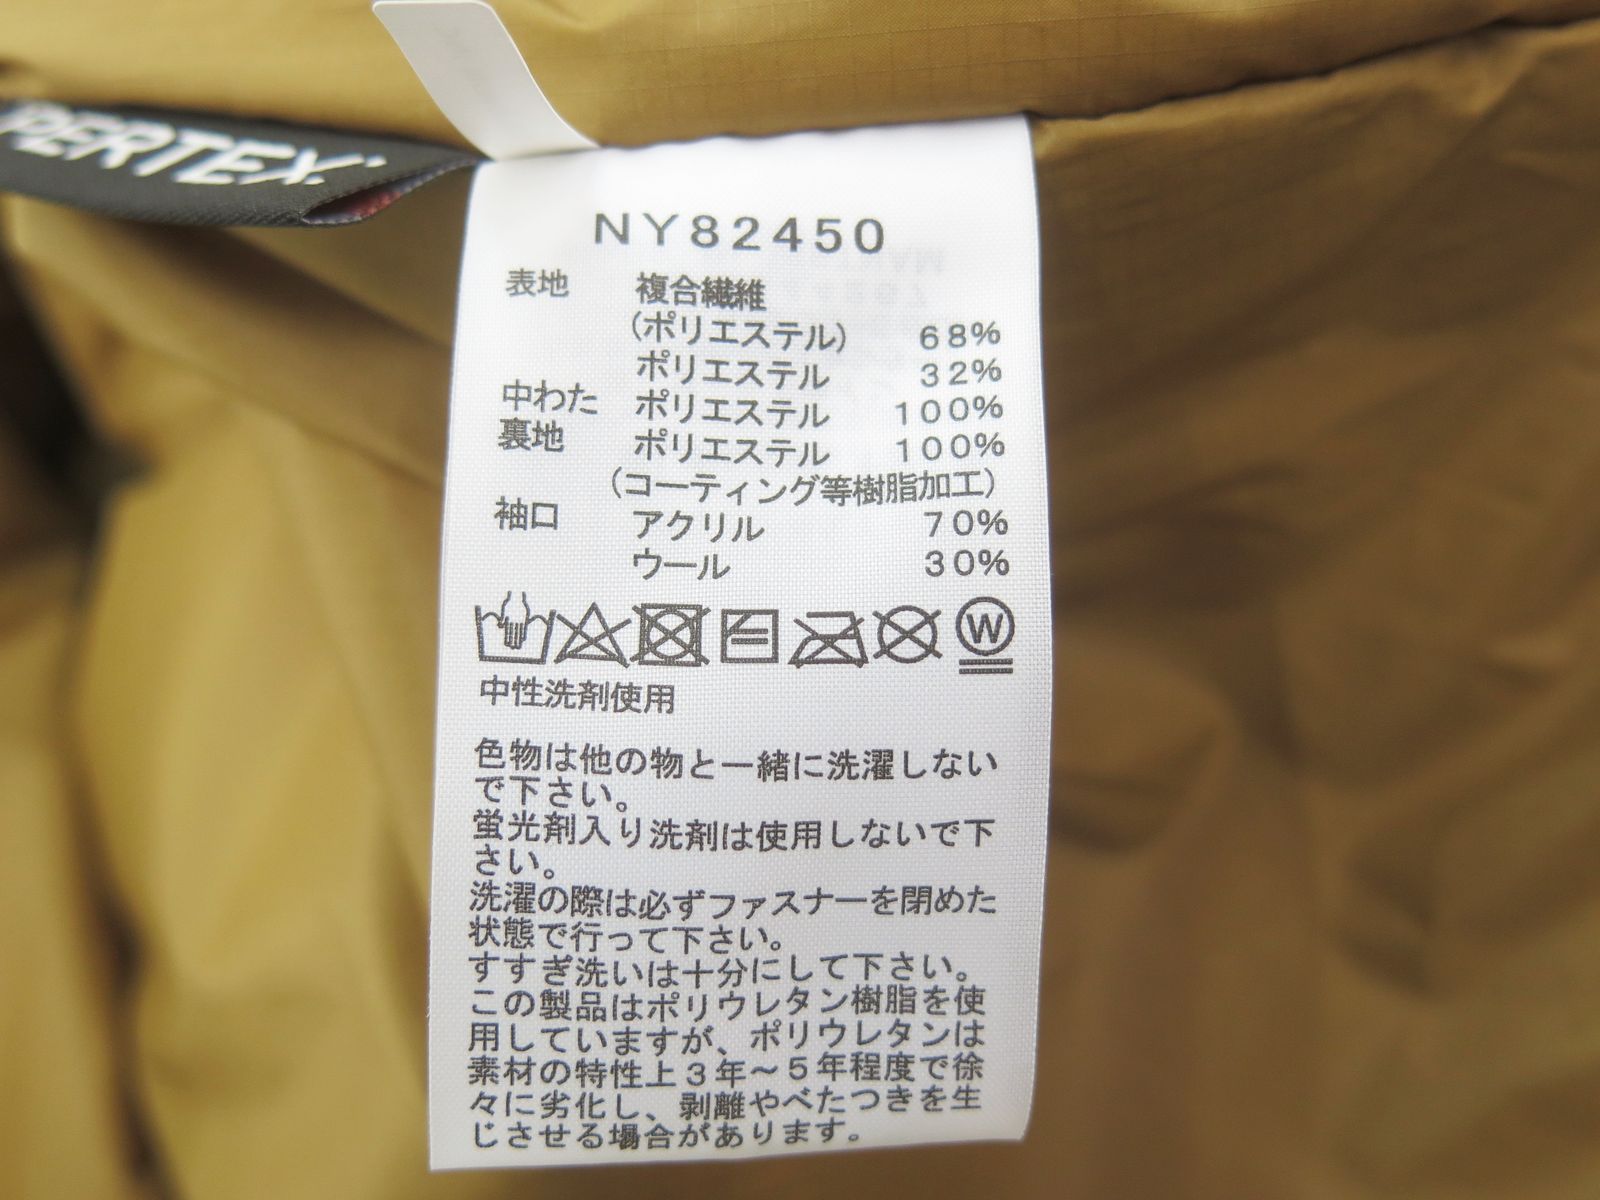 PERTEX
NY82450
表地 複合繊維
(ポリエステル) 68%
ポリエステル 32%
中わた ポリエステル 100%
裏地 ポリエステル 100%
(コーティング等樹脂加工)
袖口 アクリル 70%
ウール 30%
W
中性洗剤使用
色物は他の物と一緒に洗濯しない
で下さい。
蛍光剤入り洗剤は使用しないで下
さい。
洗濯の際は必ずファスナーを閉めた
状態で行って下さい。
すすぎ洗いは十分にして下さい。
この製品はポリウレタン樹脂を使
用していますが、ポリウレタンは
素材の特性上3年～5年程度で徐
々に劣化し、剥離やべたつきを生
じさせる場合があります。